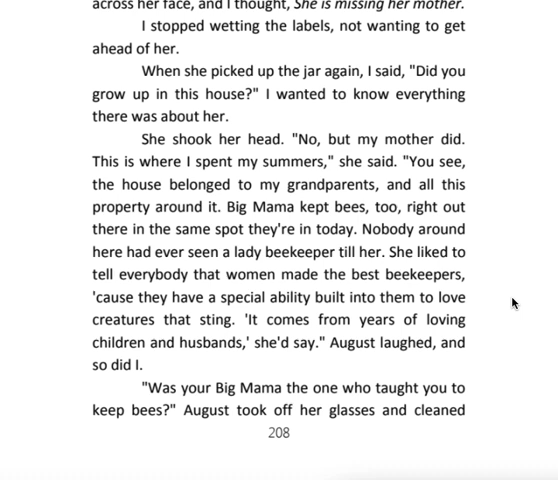 across her face, and I thought, She is missing her mother.
I stopped wetting the labels, not wanting to get
ahead of her.
When she picked up the jar again, I said, "Did you
grow up in this house?" I wanted to know everything
there was about her.
She shook her head. "No, but my mother did.
This is where I spent my summers," she said. "You see,
the house belonged to my grandparents, and all this
property around it. Big Mama kept bees, too, right out
there in the same spot they're in today. Nobody around
here had ever seen a lady beekeeper till her. She liked to
tell everybody that women made the best beekeepers,
'cause they have a special ability built into them to love
creatures that sting. 'It comes from years of loving
children and husbands,' she'd say." August laughed, and
so did I.
"Was your Big Mama the one who taught you to
keep bees?" August took off her glasses and cleaned
208